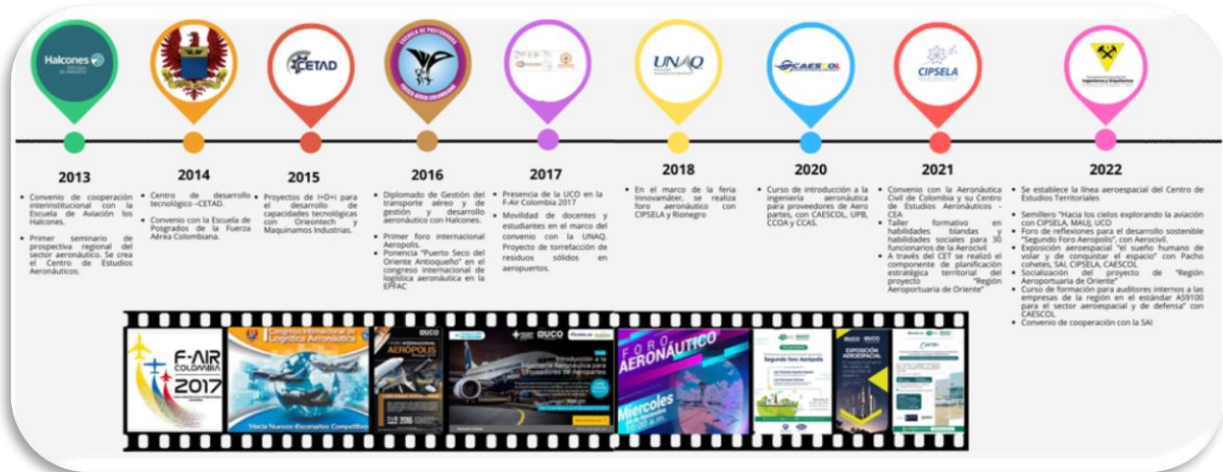 Halcones
CETAD
UNAQ
CAESCOL
CIPSELA
2013
• Convenio de cooperación
interinstitucional con la
Escuela de Aviación los
Halcones.
• Primer seminario de
prospectiva regional del
sector aeronáutico. Se crea
el Centro de Estudios
Aeronáuticos.
2014
• Centro de desarrollo
tecnológico -CETAD.
• Convenio con la Escuela de
Posgrados de la Fuerza
Aérea Colombiana.
2015
• Proyectos de I+D+i para
el desarrollo de
capacidades tecnológicas
con Orieontech y
Maquinamos Industrias.
2016
• Diplomado de Gestión del
transporte aéreo y de
gestión y desarrollo
aeronáutico con Halcones.
• Primer foro internacional
Aeropolis.
• Ponencia "Puerto Seco del
Oriente Antioqueño" en el
congreso internacional de
logística aeronáutica en la
EPFAC
2017
• Presencia de la UCO en la
F-Air Colombia 2017
• Movilidad de docentes y
estudiantes en el marco del
convenio con la UNAQ.
Proyecto de torrefacción de
residuos sólidos en
aeropuertos.
2018
• En el marco de la feria
Innovamáter, se realiza
foro aeronáutico con
CIPSELA y Rionegro
2020
• Curso de introducción a la
ingeniería aeronáutica
para proveedores de Aero
partes, con CAESCOL, UPB,
CCOA y CCAS.
2021
• Convenio con la Aeronáutica
Civil de Colombia y su Centro
de Estudios Aeronáuticos -
CEA
• Taller formativo en
habilidades blandas y
habilidades sociales para 30
funcionarios de la Aerocivil
• A través del CET se realizó el
componente de planificación
estratégica territorial del
proyecto "Región
Aeroportuaria de Oriente"
2022
• Se establece la línea aeroespacial del Centro de
Estudios Territoriales
• Semillero "Hacia los cielos explorando la aviación
con CIPSELA, MAUJ, UCO
• Foro de reflexiones para el desarrollo sostenible
"Segundo Foro Aeropolis", con Aerocivil.
• Exposición aeroespacial "el sueño humano de
volar y de conquistar el espacio" con Pacho
cohetes, SAI, CIPSELA, CAESCOL
• Socialización del proyecto de "Región
Aeroportuaria de Oriente"
• Curso de formación para auditores internos a las
empresas de la región en el estándar AS9100
para el sector aeroespacial y de defensa" con
CAESCOL
• Convenio de cooperación con la SAI
F-AIR
COLOMBIA
2017
Congreso Internacional de
Logística Aeronáutica
"Hacia Nuevos Escenarios Competitivos
AERÓPOLIS
UCO
Introducción a la
Ingeniería Aeronáutica para
Proveedores de Aeropartes
FORO
AERONÁUTICO
Miercoles
10:00 a.m.
Segundo foro Aerópolis
EXPOSICIÓN
AEROESPACIAL